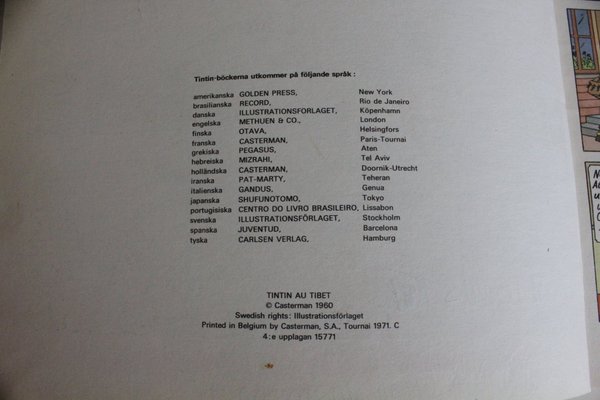 Tintin-böckerna utkommer på följande språk :
amerikanska GOLDEN PRESS, New York
brasilianska RECORD, Rio de Janeiro
danska ILLUSTRATIONSFORLAGET, Köpenhamn
engelska METHUEN & CO., London
finska OTAVA, Helsingfors
franska CASTERMAN, Paris-Tournai
grekiska PEGASUS, Aten
hebreiska MIZRAHI, Tel Aviv
holländska CASTERMAN, Doornik-Utrecht
iranska PAT-MARTY, Teheran
italienska GANDUS, Genua
japanska SHUFUNOTOMO, Tokyo
portugisiska CENTRO DO LIVRO BRASILEIRO, Lissabon
svenska ILLUSTRATIONSFÖRLAGET, Stockholm
spanska JUVENTUD, Barcelona
tyska CARLSEN VERLAG, Hamburg
TINTIN AU TIBET
© Casterman 1960
Swedish rights: Illustrationsförlaget
Printed in Belgium by Casterman, S.A., Tournai 1971. C
4:e upplagan 15771